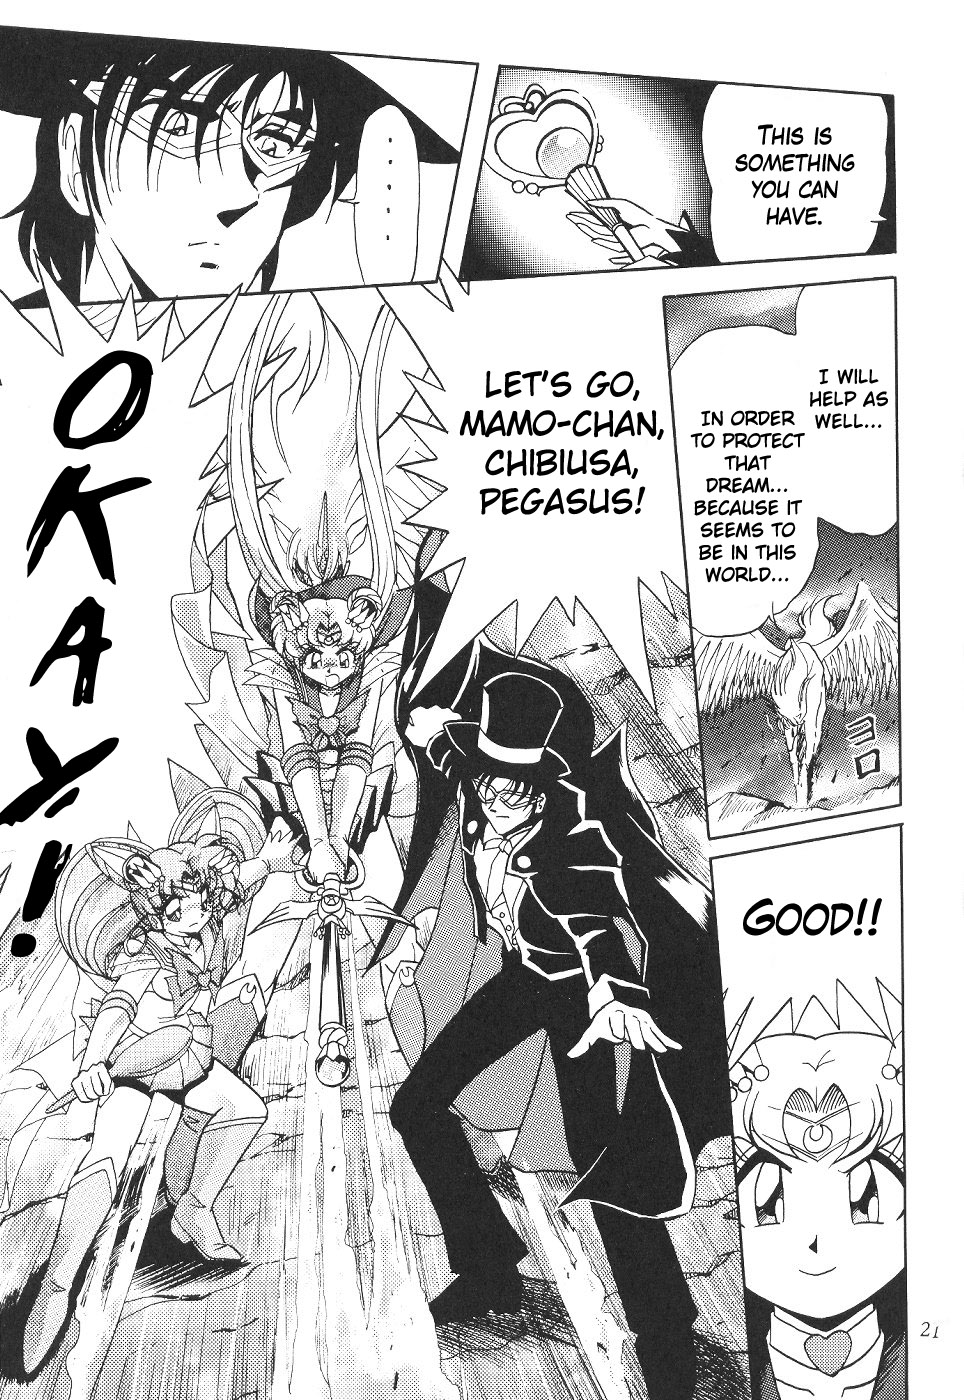 THIS IS
SOMETHING
YOU CAN
HAVE.
. . . . . .
I WILL
HELP AS
WELL...
IN ORDER
TO PROTECT
THAT
DREAM...
BECAUSE IT
SEEMS TO
BE IN THIS
WORLD...
ヨロ
GOOD!!
LET'S GO,
MAMO-CHAN,
CHIBIUSA,
PEGASUS!
OKAY!
21